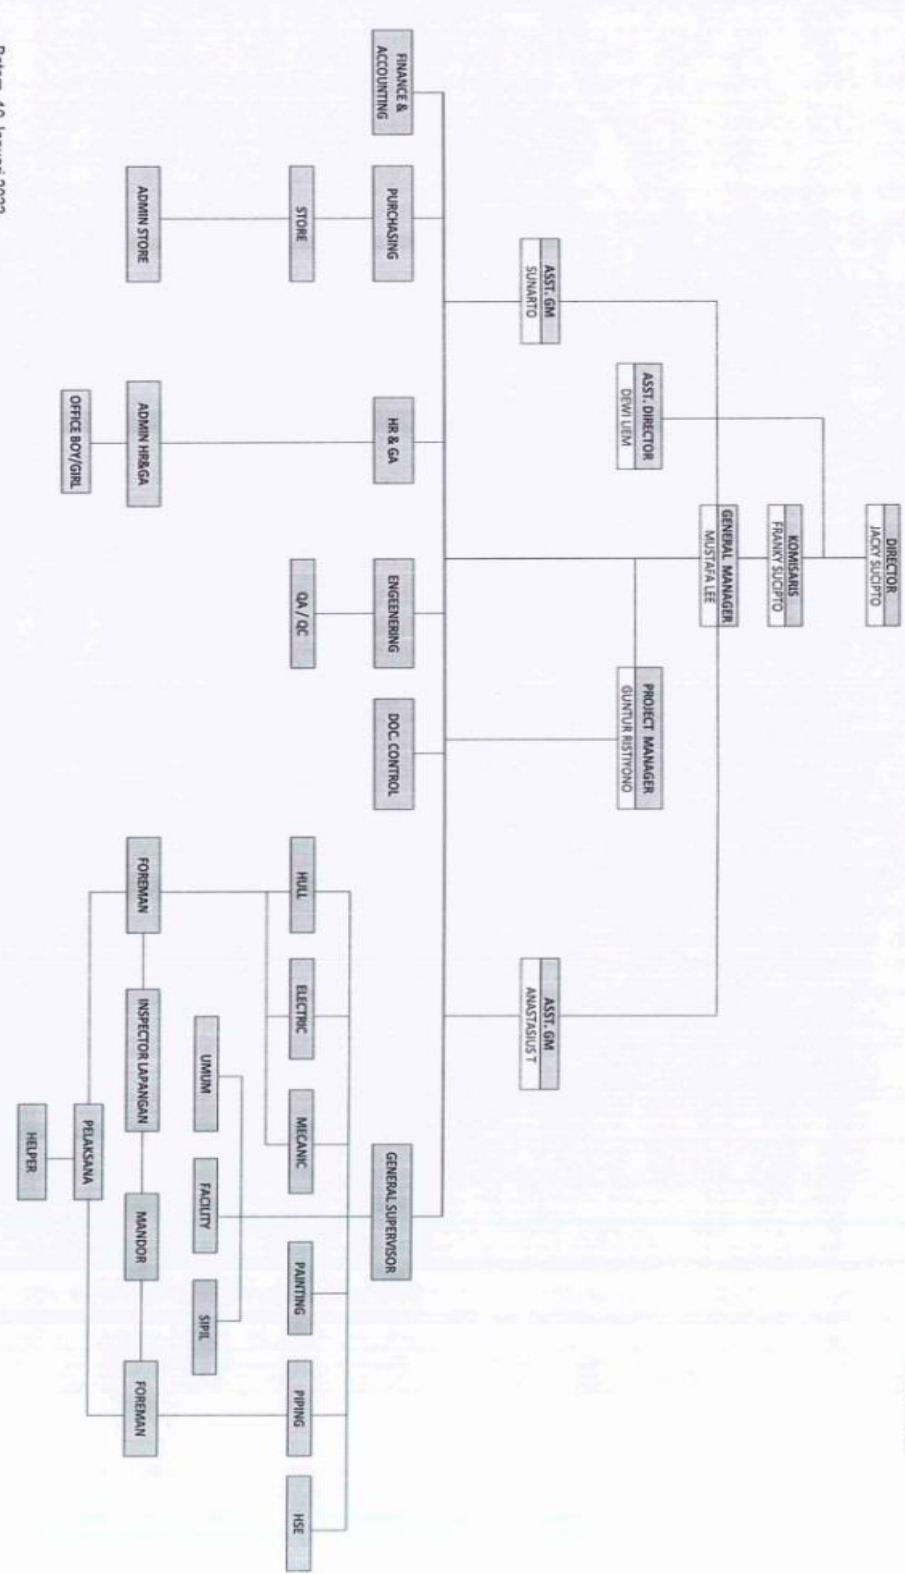 DIRECTOR
JACKY SUCIPTO
KOMISARIS
FRANKY SUCIPTO
GENERAL MANAGER
MUSTAFA LEE
ASST. DIRECTOR
DEWI LIEM
PROJECT MANAGER
GUNTUR RISTIYONO
ASST. GM
SUNARTO
ASST. GM
ANASTASIUS T
FINANCE &
ACCOUNTING
PURCHASING
HR & GA
ENGEENERING
DOC. CONTROL
GENERAL SUPERVISOR
STORE
QA / QC
HULL
ELECTRIC
MECANIC
PAINTING
PIPING
HSE
UMUM
FACILITY
SIPIL
ADMIN STORE
ADMIN HR&GA
FOREMAN
INSPECTOR LAPANGAN
MANDOR
FOREMAN
OFFICE BOY/GIRL
PELAKSANA
HELPER